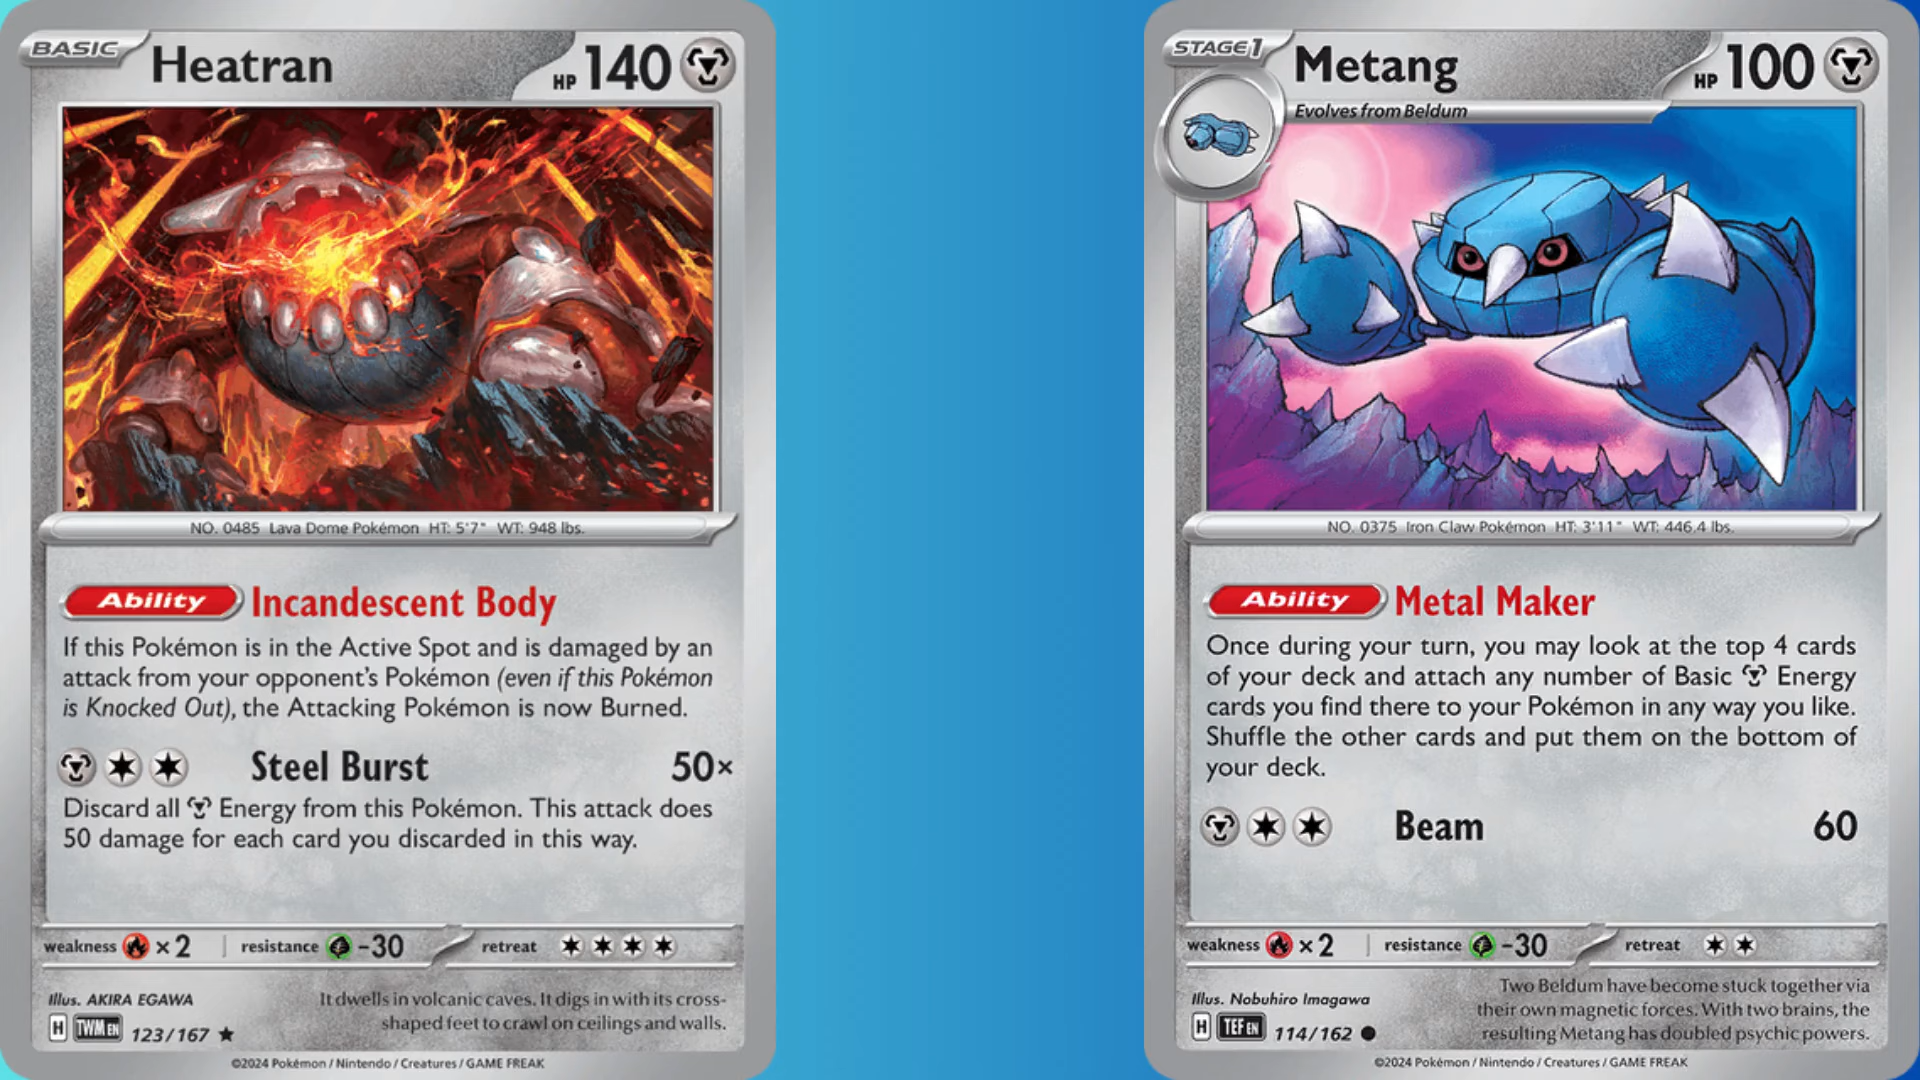 BASIC Heatran HP 140
NO. 0485 Lava Dome Pokémon HT: 5'7" WT: 948 lbs.
Ability Incandescent Body
If this Pokémon is in the Active Spot and is damaged by an
attack from your opponent's Pokémon (even if this Pokémon
is Knocked Out), the Attacking Pokémon is now Burned.
Steel Burst 50×
Discard all Energy from this Pokémon. This attack does
50 damage for each card you discarded in this way.
weakness ×2 resistance -30 retreat
Illus. AKIRA EGAWA
It dwells in volcanic caves. It digs in with its cross-
shaped feet to crawl on ceilings and walls.
H TWM EN 123/167
©2024 Pokémon / Nintendo / Creatures / GAME FREAK
STAGE1 Metang HP 100
Evolves from Beldum
NO. 0375 Iron Claw Pokémon HT: 3'11" WT: 446.4 lbs.
Ability Metal Maker
Once during your turn, you may look at the top 4 cards
of your deck and attach any number of Basic Energy
cards you find there to your Pokémon in any way you like.
Shuffle the other cards and put them on the bottom of
your deck.
Beam 60
weakness ×2 resistance -30 retreat
Illus. Nobuhiro Imagawa
Two Beldum have become stuck together via
their own magnetic forces. With two brains, the
resulting Metang has doubled psychic powers.
H TEF EN 114/162
©2024 Pokémon / Nintendo / Creatures / GAME FREAK